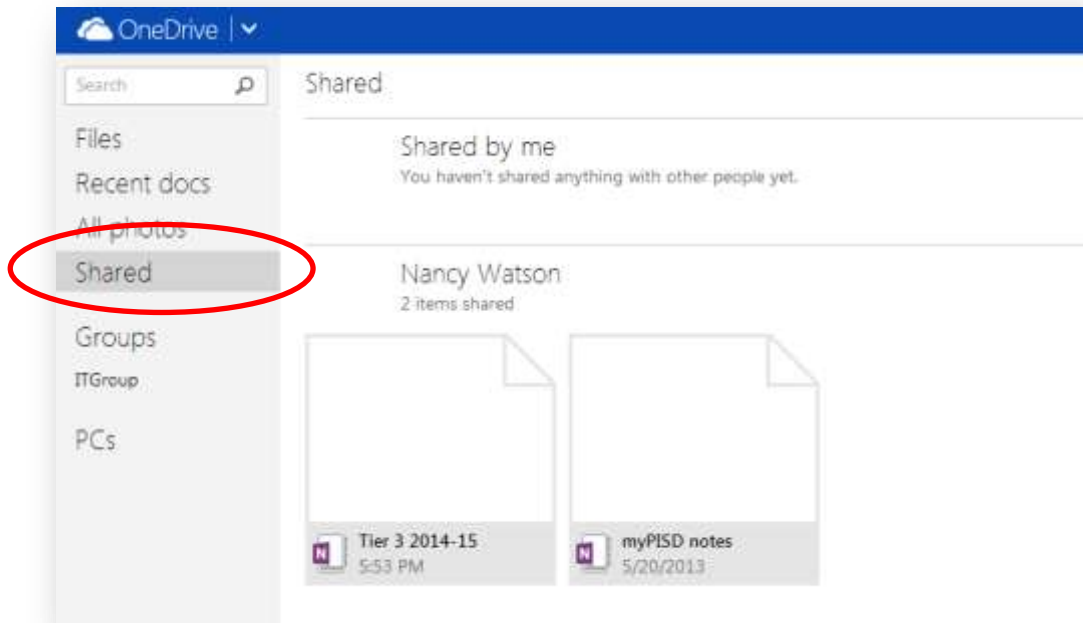 OneDrive
Search
Files
Recent docs
All photos
Shared
Groups
ITGroup
PCs
Shared
Shared by me
You haven't shared anything with other people yet.
Nancy Watson
2 items shared
Tier 3 2014-15
5:53 PM
myPISD notes
5/20/2013